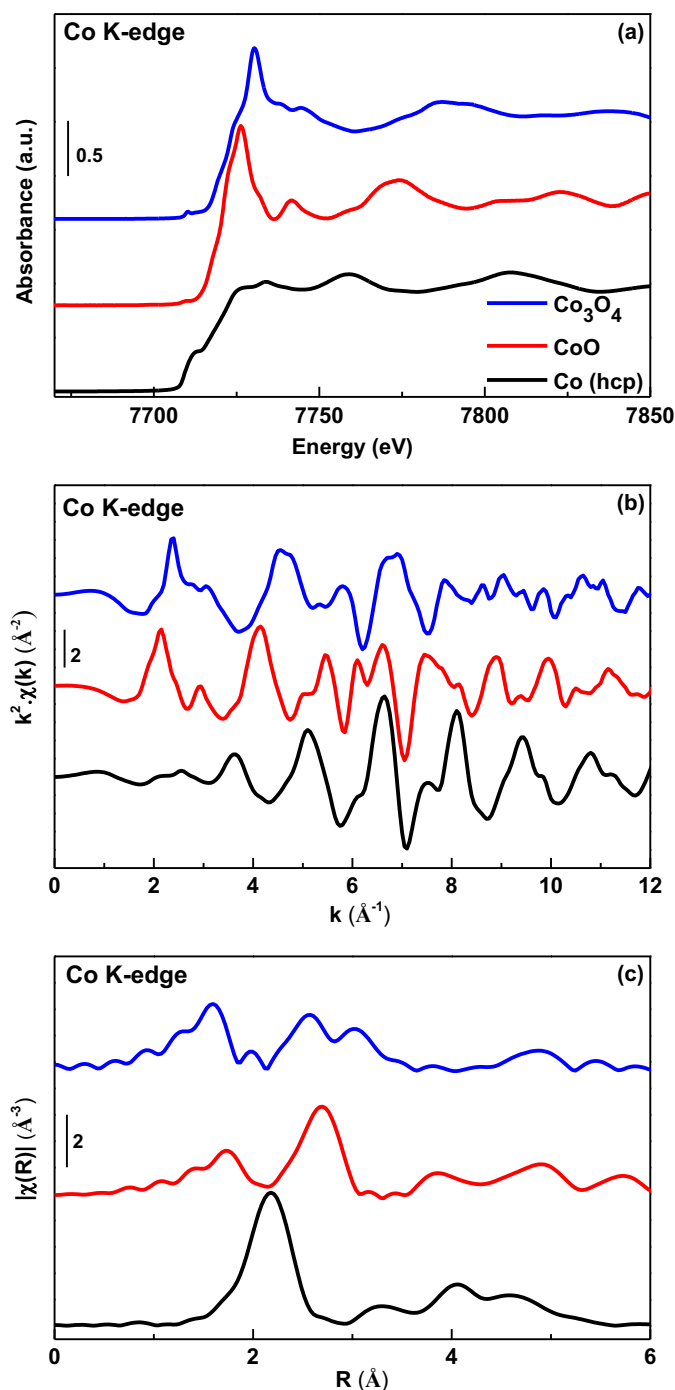 Co K-edge (a)
0.5
Absorbance (a.u.)
Co₃O₄
CoO
Co (hcp)
7700 7750 7800 7850
Energy (eV)
Co K-edge (b)
2
k².χ(k) (Å⁻²)
0 2 4 6 8 10 12
k (Å⁻¹)
Co K-edge (c)
2
|χ(R)| (Å⁻³)
0 2 4 6
R (Å)